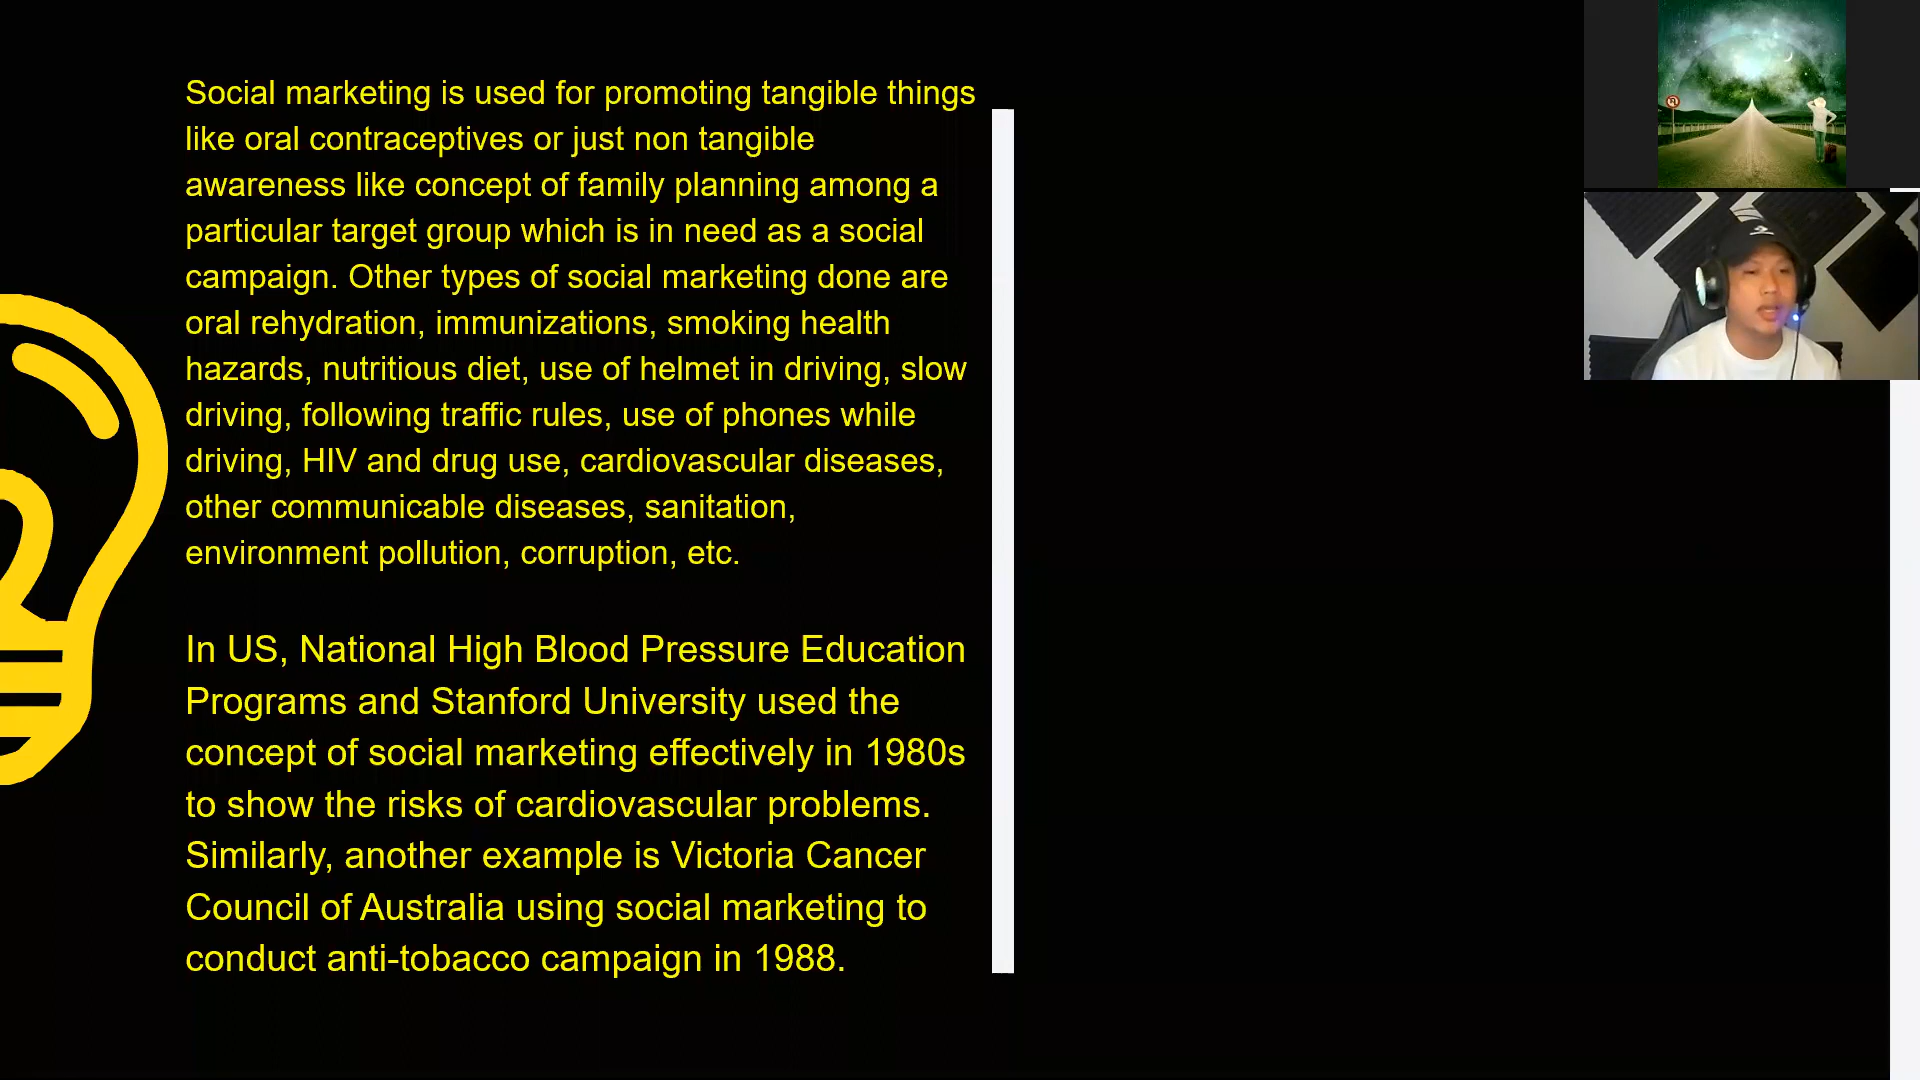 Social marketing is used for promoting tangible things
like oral contraceptives or just non tangible
awareness like concept of family planning among a
particular target group which is in need as a social
campaign. Other types of social marketing done are
oral rehydration, immunizations, smoking health
hazards, nutritious diet, use of helmet in driving, slow
driving, following traffic rules, use of phones while
driving, HIV and drug use, cardiovascular diseases,
other communicable diseases, sanitation,
environment pollution, corruption, etc.
In US, National High Blood Pressure Education
Programs and Stanford University used the
concept of social marketing effectively in 1980s
to show the risks of cardiovascular problems.
Similarly, another example is Victoria Cancer
Council of Australia using social marketing to
conduct anti-tobacco campaign in 1988.